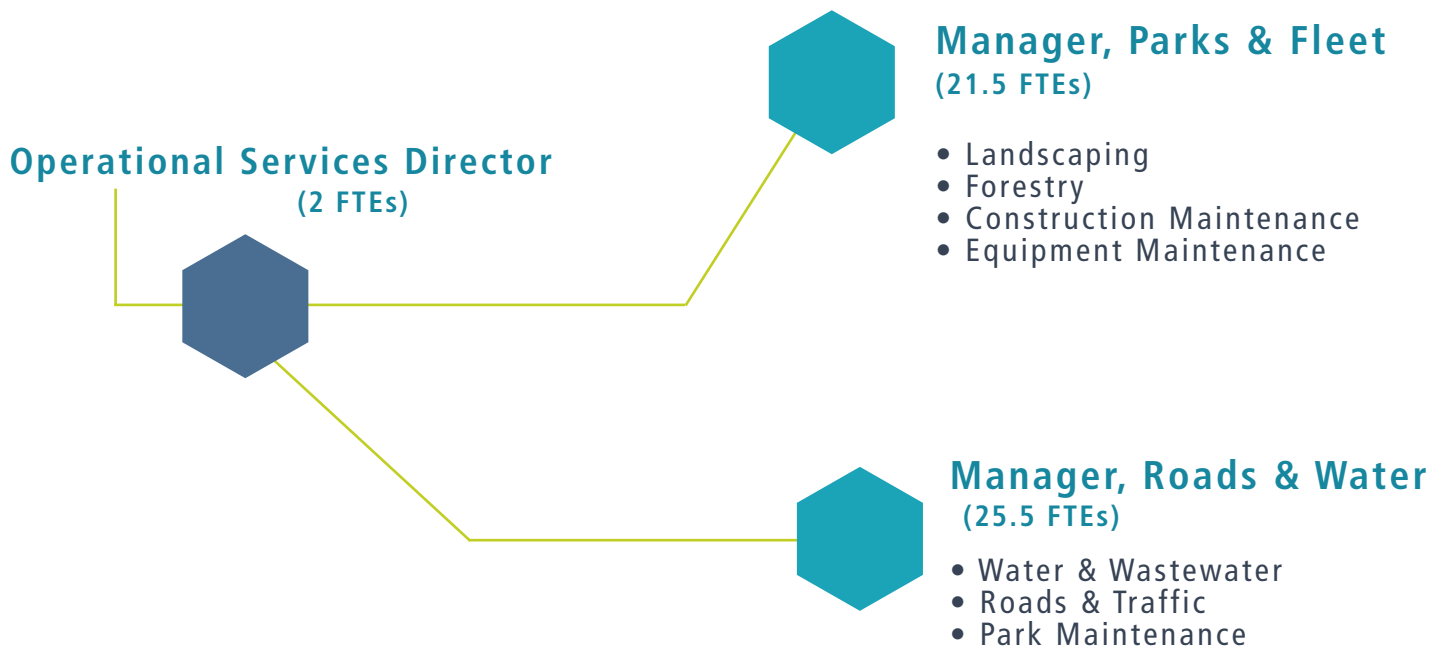 Operational Services Director
(2 FTEs)
Manager, Parks & Fleet
(21.5 FTEs)
• Landscaping
• Forestry
• Construction Maintenance
• Equipment Maintenance
Manager, Roads & Water
(25.5 FTEs)
• Water & Wastewater
• Roads & Traffic
• Park Maintenance